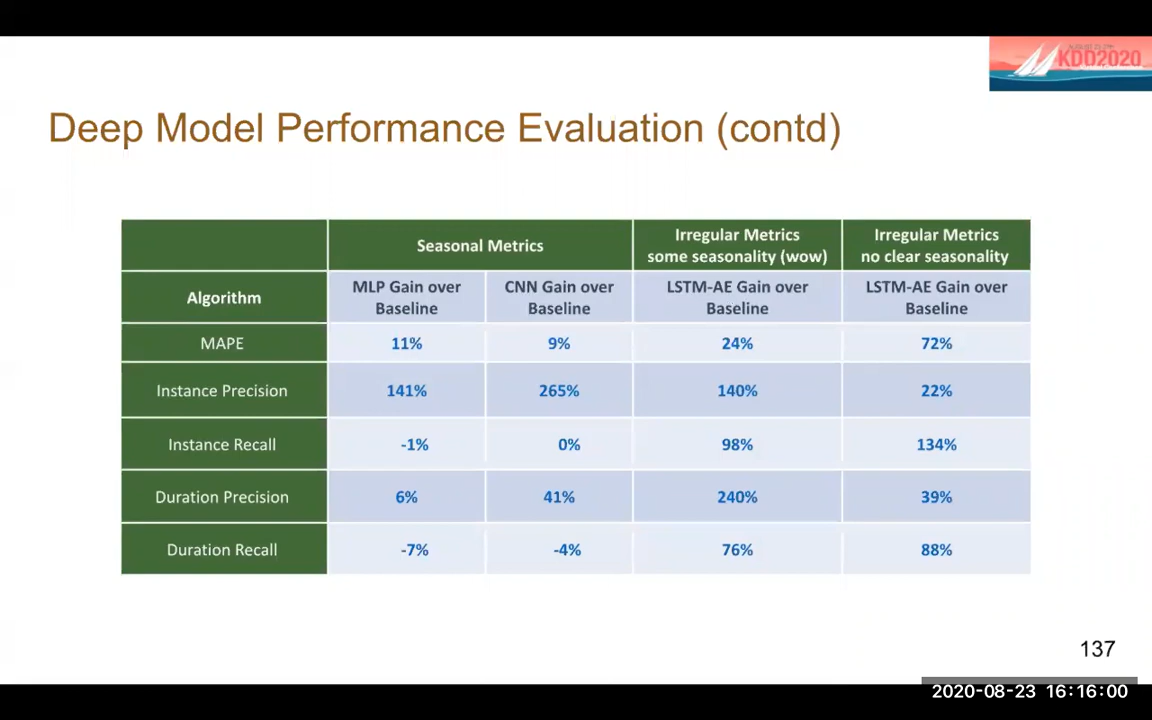 KDD2020
Deep Model Performance Evaluation (contd)
Seasonal Metrics
Irregular Metrics
some seasonality (wow)
Irregular Metrics
no clear seasonality
Algorithm
MLP Gain over
Baseline
CNN Gain over
Baseline
LSTM-AE Gain over
Baseline
LSTM-AE Gain over
Baseline
MAPE 11% 9% 24% 72%
Instance Precision 141% 265% 140% 22%
Instance Recall -1% 0% 98% 134%
Duration Precision 6% 41% 240% 39%
Duration Recall -7% -4% 76% 88%
137
2020-08-23 16:16:00